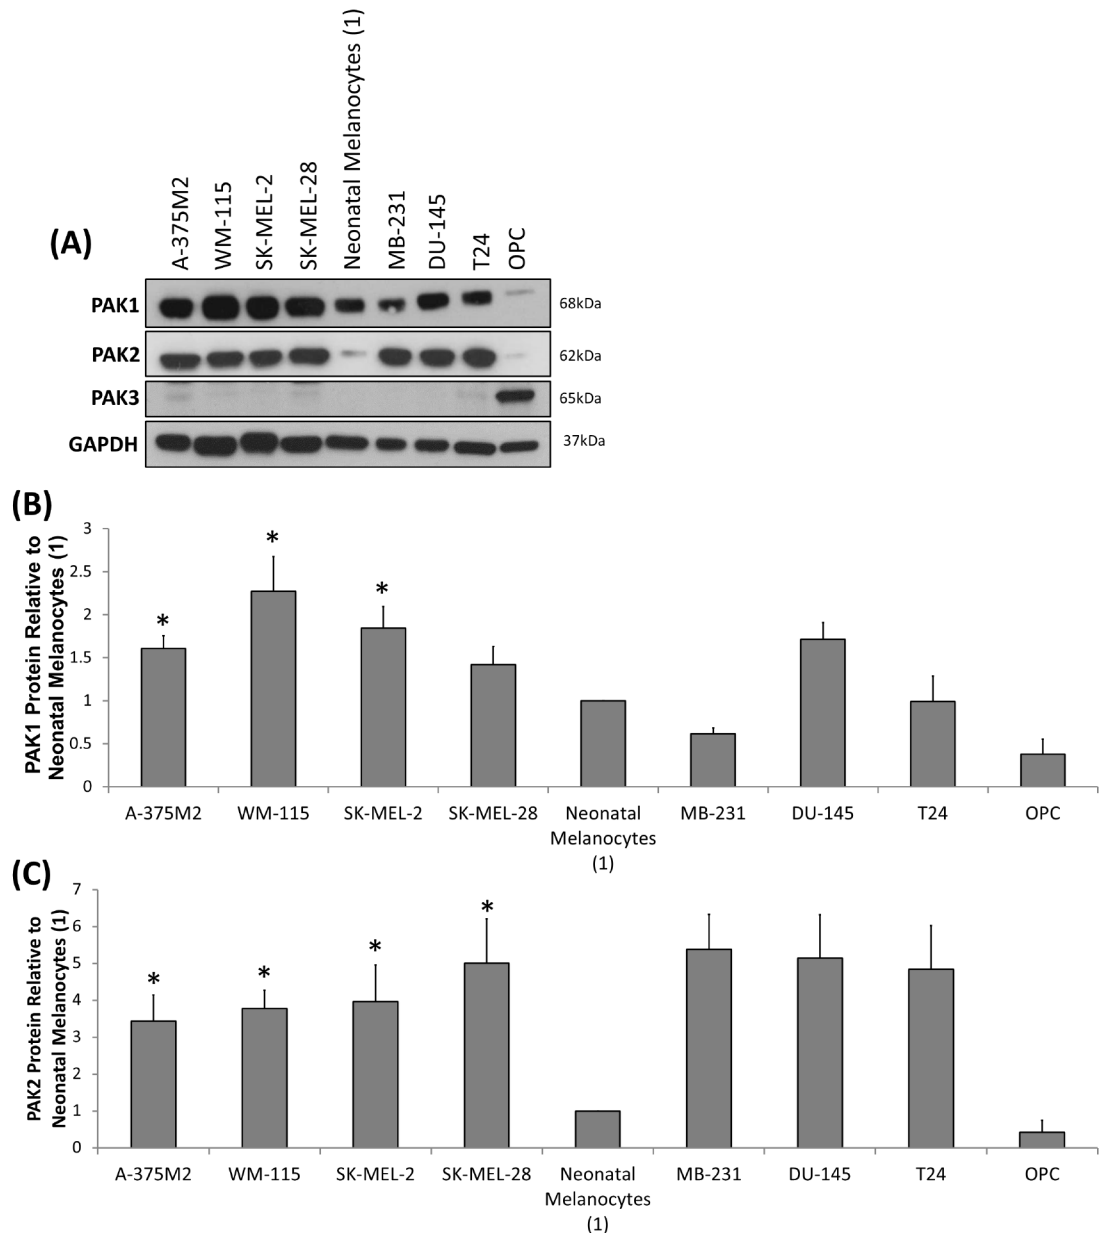 (A)
A-375M2
WM-115
SK-MEL-2
SK-MEL-28
Neonatal Melanocytes (1)
MB-231
DU-145
T24
OPC
PAK1
68kDa
PAK2
62kDa
PAK3
65kDa
GAPDH
37kDa
(B)
PAK1 Protein Relative to
Neonatal Melanocytes (1)
3
2.5
2
1.5
1
0.5
0
*
*
*
A-375M2
WM-115
SK-MEL-2
SK-MEL-28
Neonatal
Melanocytes
(1)
MB-231
DU-145
T24
OPC
(C)
PAK2 Protein Relative to
Neonatal Melanocytes (1)
7
6
5
4
3
2
1
0
*
*
*
*
A-375M2
WM-115
SK-MEL-2
SK-MEL-28
Neonatal
Melanocytes
(1)
MB-231
DU-145
T24
OPC